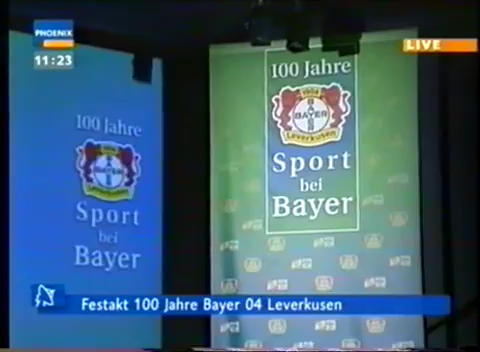 PHOENIX
11:23
LIVE
100 Jahre
1904
BAYER
BAYER
Leverkusen
Sport
bei
Bayer
100 Jahre
Leverkusen
Sport
bei
Bayer
Festakt 100 Jahre Bayer 04 Leverkusen